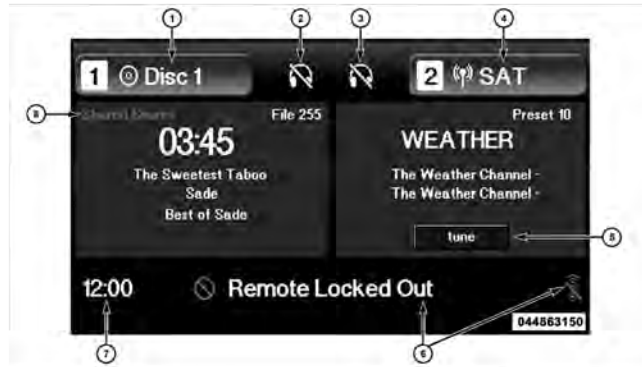 1 2 3 4
1 Disc 1 2 SAT
8 Shared Source File 255 Preset 10
03:45 WEATHER
The Sweetest Taboo The Weather Channel -
Sade The Weather Channel -
Best of Sade
tune 5
12:00 Remote Locked Out
044863150
7 6